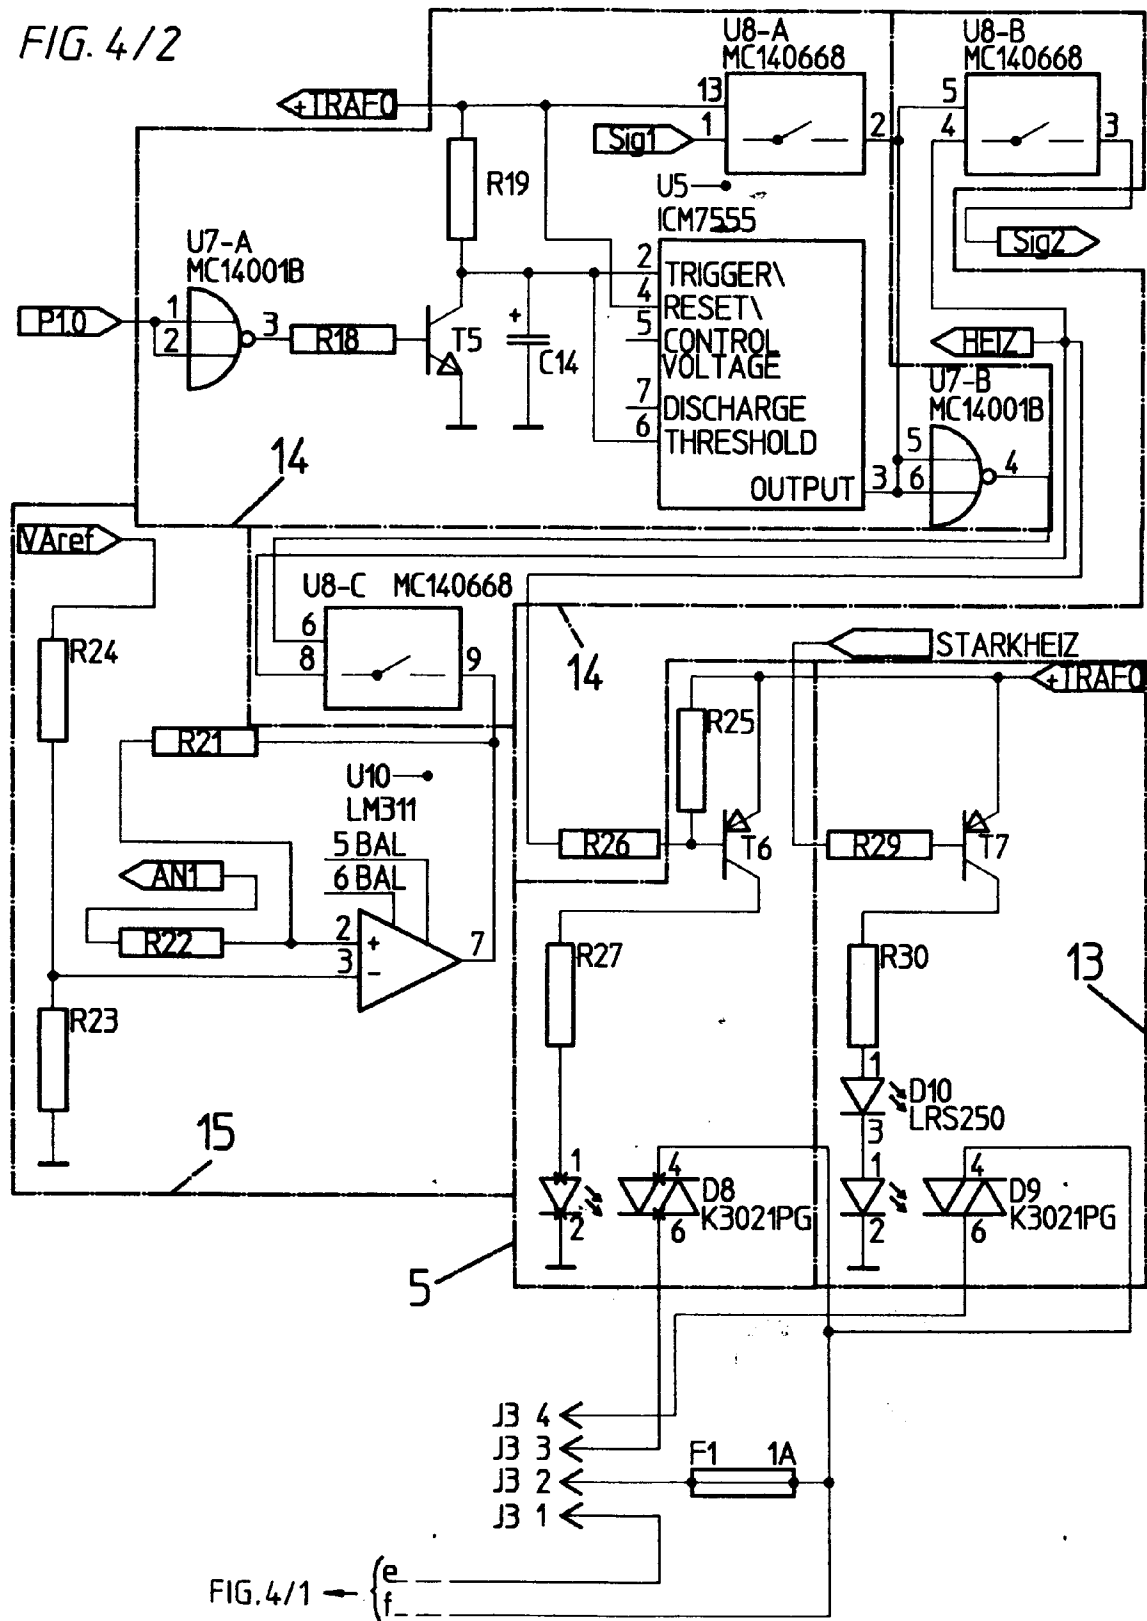 FIG. 4/2
U8-A
MC140668
U8-B
MC140668
+TRAFO
13
1
2
5
4
3
Sig1
R19
U5
ICM7555
Sig2
U7-A
MC14001B
P1.0
1
2
3
R18
T5
+
C14
2 TRIGGER\
4 RESET\
5 CONTROL
VOLTAGE
7 DISCHARGE
6 THRESHOLD
OUTPUT 3
HEIZ
U7-B
MC14001B
5
6
4
14
VAref
U8-C MC140668
6
8
9
14
STARKHEIZ
+TRAFO
R24
R25
R21
U10
LM311
5 BAL
6 BAL
R26
T6
R29
T7
AN1
R22
2 +
3 -
7
R27
R30
13
R23
1
D10
LRS250
3
15
1
2
4
D8
K3021PG
6
1
2
4
D9
K3021PG
6
5
J3 4
J3 3
F1 1A
J3 2
J3 1
FIG. 4/1
e
f